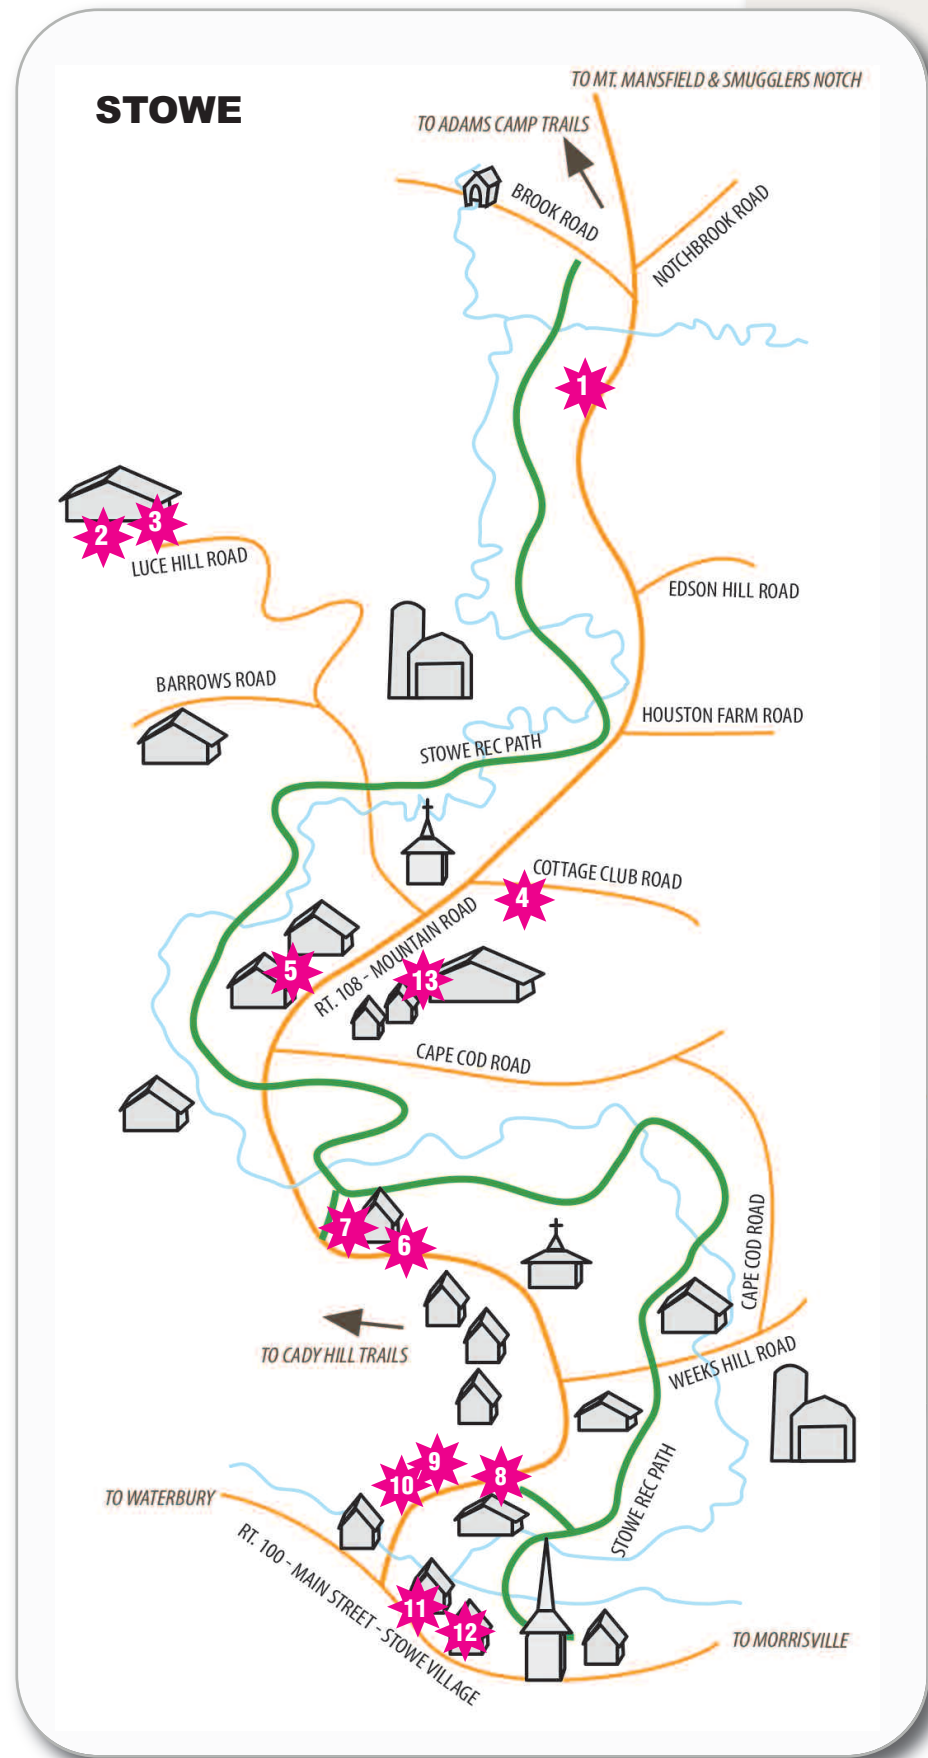 TO MT. MANSFIELD & SMUGGLERS NOTCH
STOWE
TO ADAMS CAMP TRAILS
BROOK ROAD
NOTCHBROOK ROAD
1
2
3
LUCE HILL ROAD
EDSON HILL ROAD
BARROWS ROAD
HOUSTON FARM ROAD
STOWE REC PATH
COTTAGE CLUB ROAD
4
RT. 108 - MOUNTAIN ROAD
5
13
CAPE COD ROAD
7
6
CAPE COD ROAD
TO CADY HILL TRAILS
WEEKS HILL ROAD
9
10
8
TO WATERBURY
STOWE REC PATH
RT. 100 - MAIN STREET - STOWE VILLAGE
11
12
TO MORRISVILLE